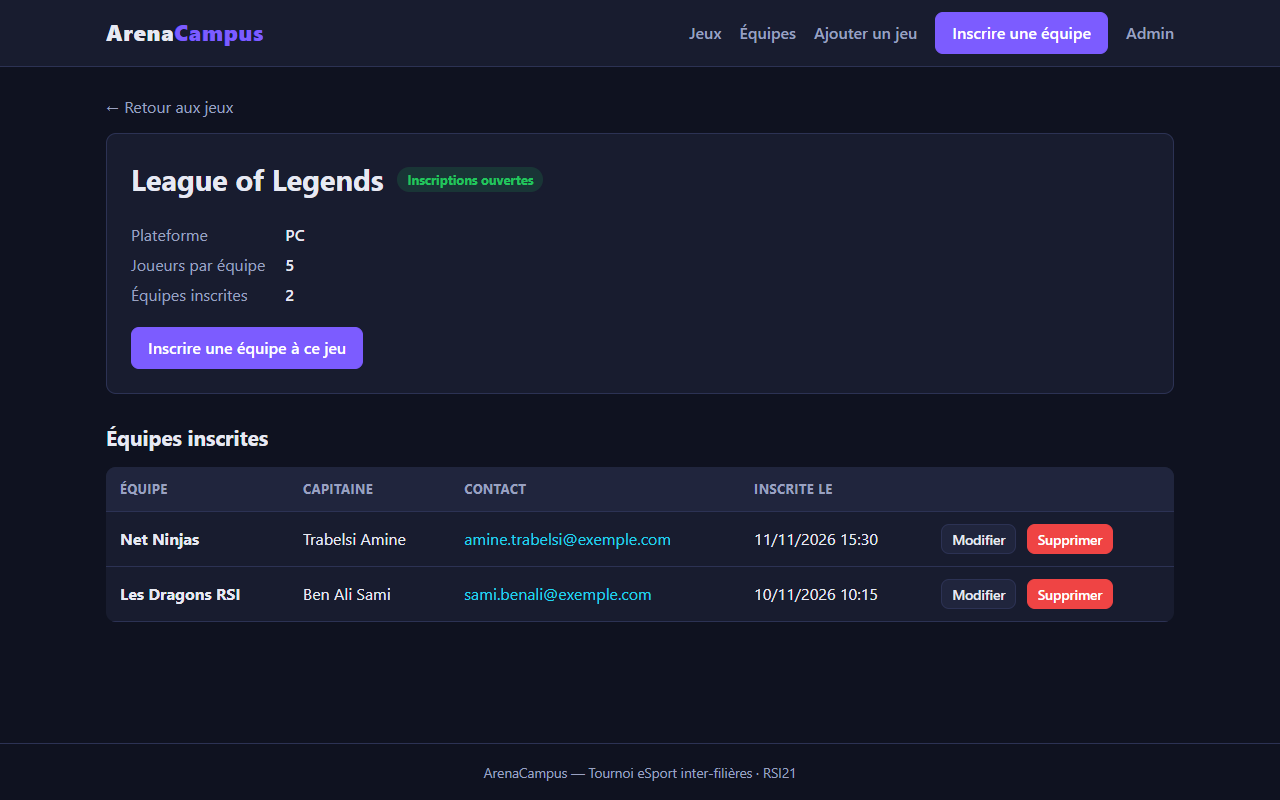 ArenaCampus Jeux Équipes Ajouter un jeu Inscrire une équipe Admin
← Retour aux jeux
League of Legends Inscriptions ouvertes
Plateforme PC
Joueurs par équipe 5
Équipes inscrites 2
Inscrire une équipe à ce jeu
Équipes inscrites
ÉQUIPE CAPITAINE CONTACT INSCRITE LE
Net Ninjas Trabelsi Amine amine.trabelsi@exemple.com 11/11/2026 15:30 Modifier Supprimer
Les Dragons RSI Ben Ali Sami sami.benali@exemple.com 10/11/2026 10:15 Modifier Supprimer
ArenaCampus — Tournoi eSport inter-filières · RSI21